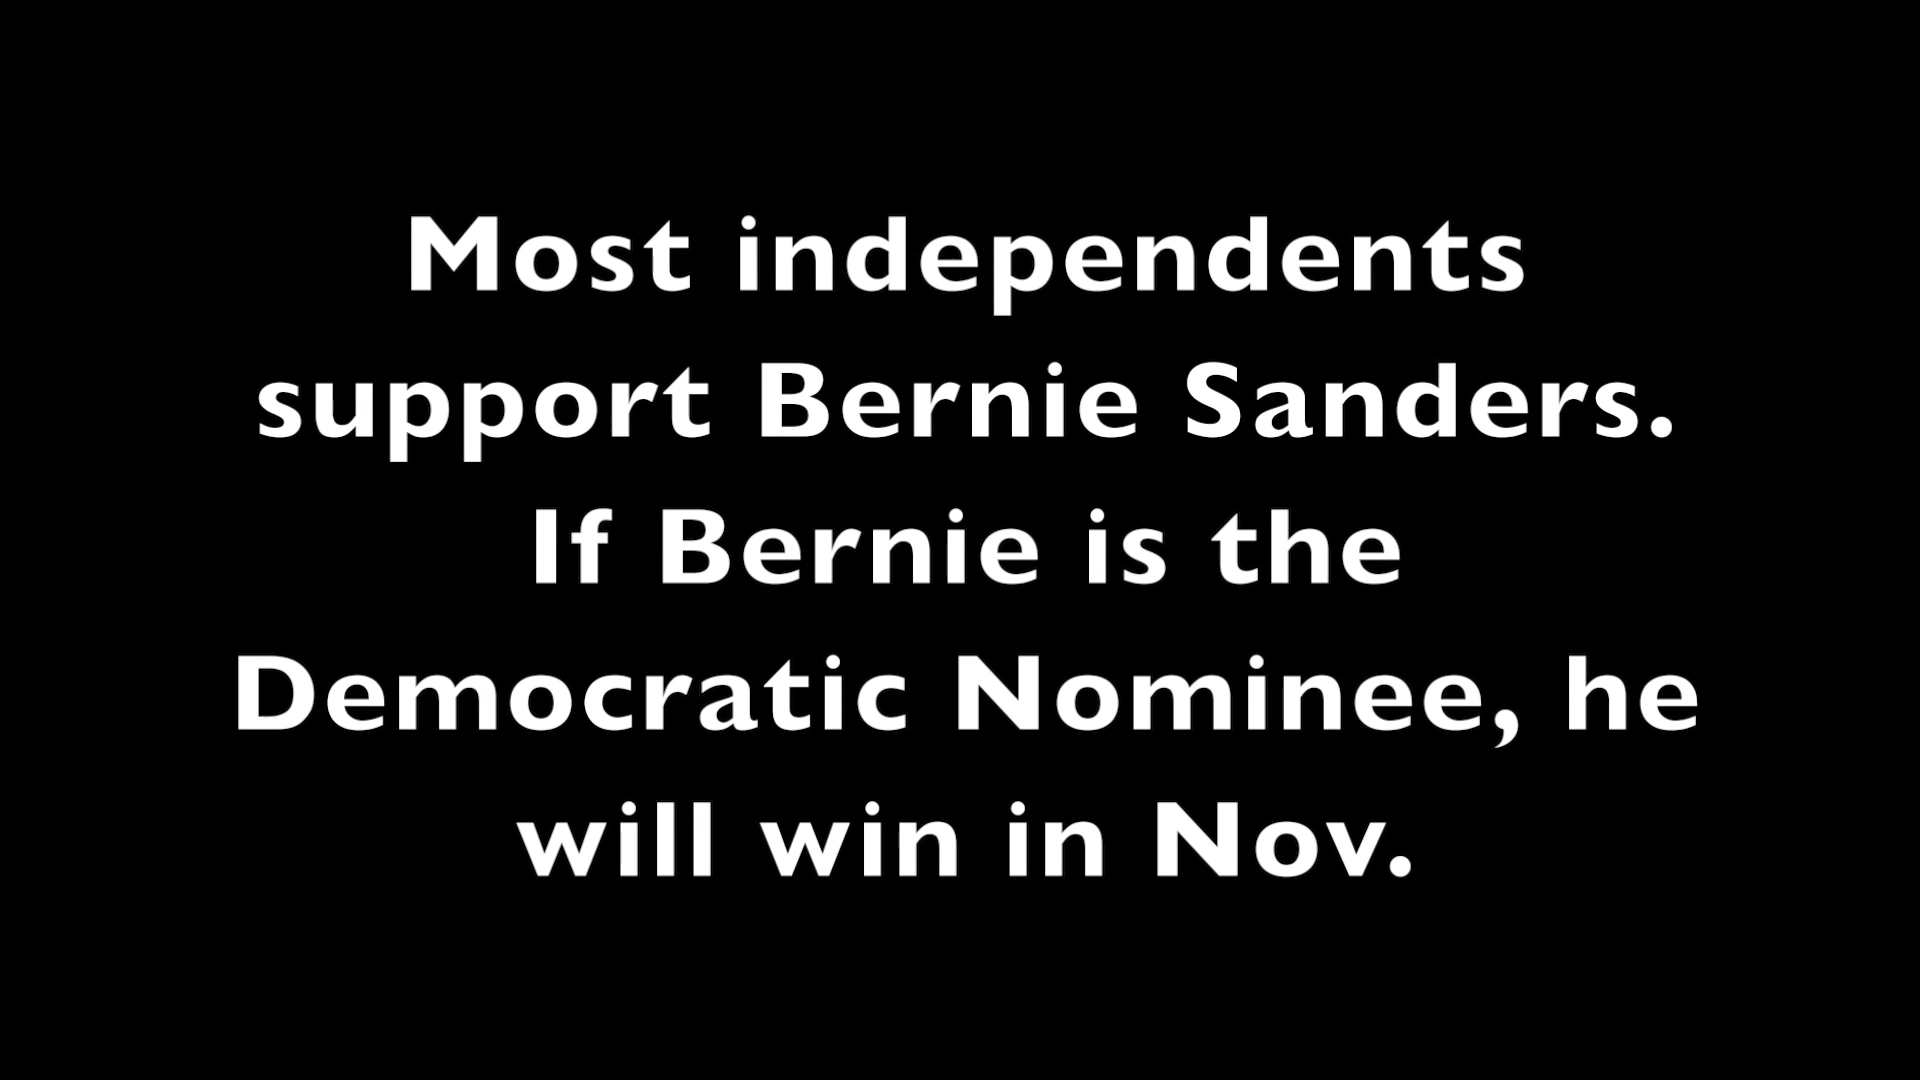 Most independents
support Bernie Sanders.
If Bernie is the
Democratic Nominee, he
will win in Nov.